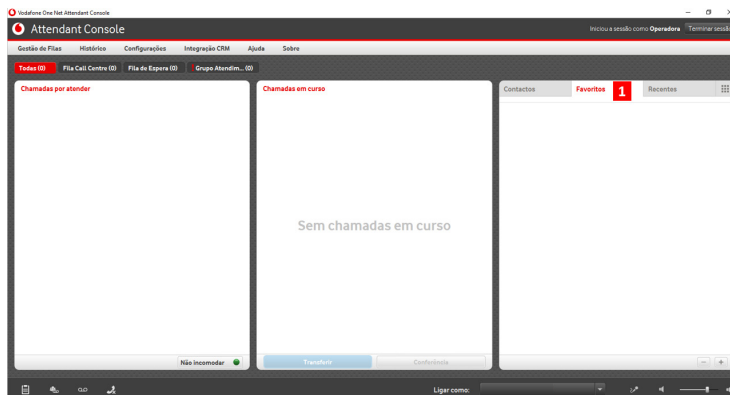 Vodafone One Net Attendant Console
Attendant Console
Iniciou a sessão como Operadora
Terminar sessão
Gestão de Filas Histórico Configurações Integração CRM Ajuda Sobre
Todas (0) Fila Call Centre (0) Fila de Espera (0) Grupo Atendim... (0)
Chamadas por atender
Chamadas em curso
Contactos Favoritos 1 Recentes
Sem chamadas em curso
Não incomodar
Transferir Conferência
Ligar como: